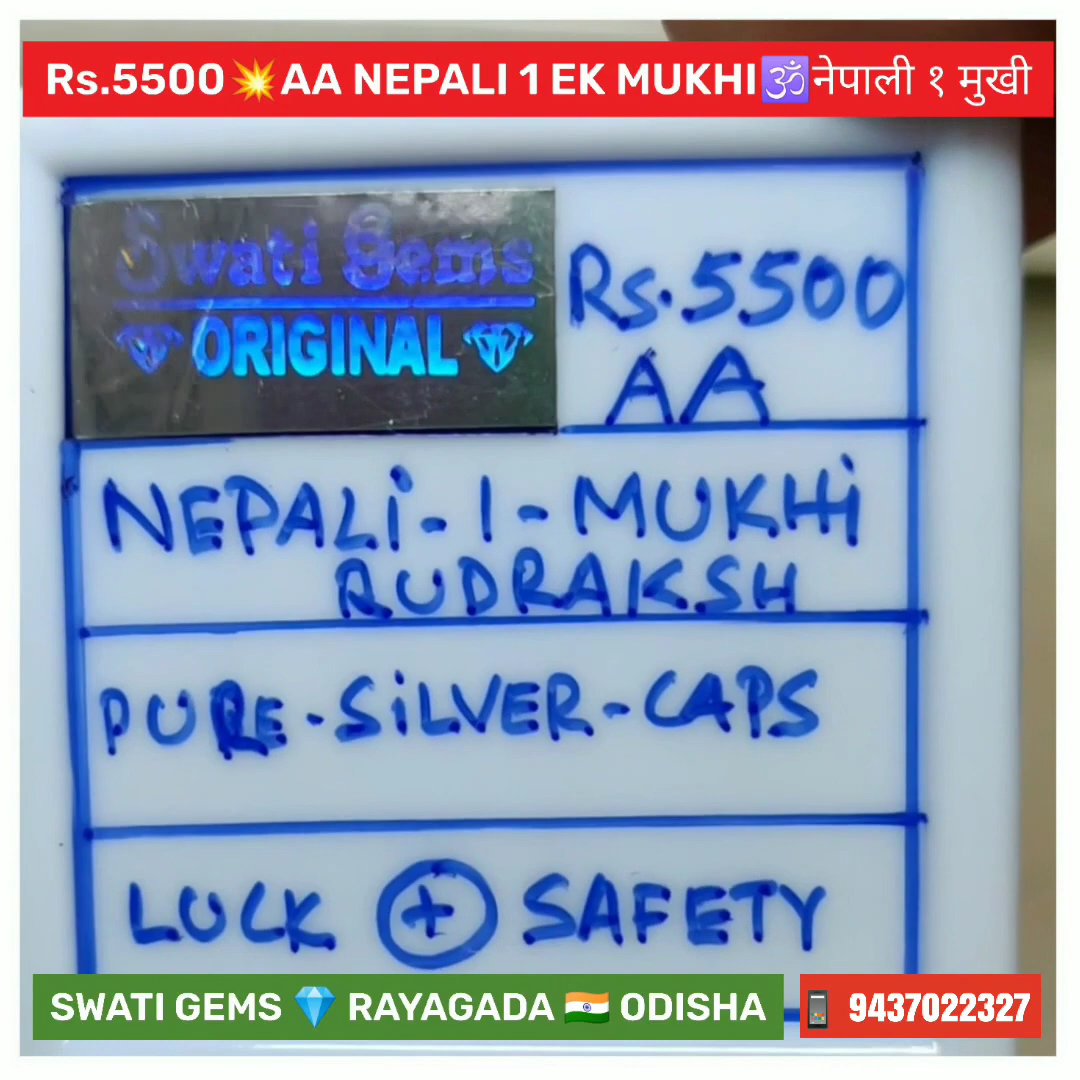 Rs.5500💥AA NEPALI 1 EK MUKHI🕉️नेपाली १ मुखी
Swati Gems
ORIGINAL
Rs.5500
AA
NEPALi-1-MUKHi
RUDRAKSH
PURE-SiLVER-CAPS
LUCK + SAFETY
SWATI GEMS 💎 RAYAGADA 🇮🇳 ODISHA
📱 9437022327